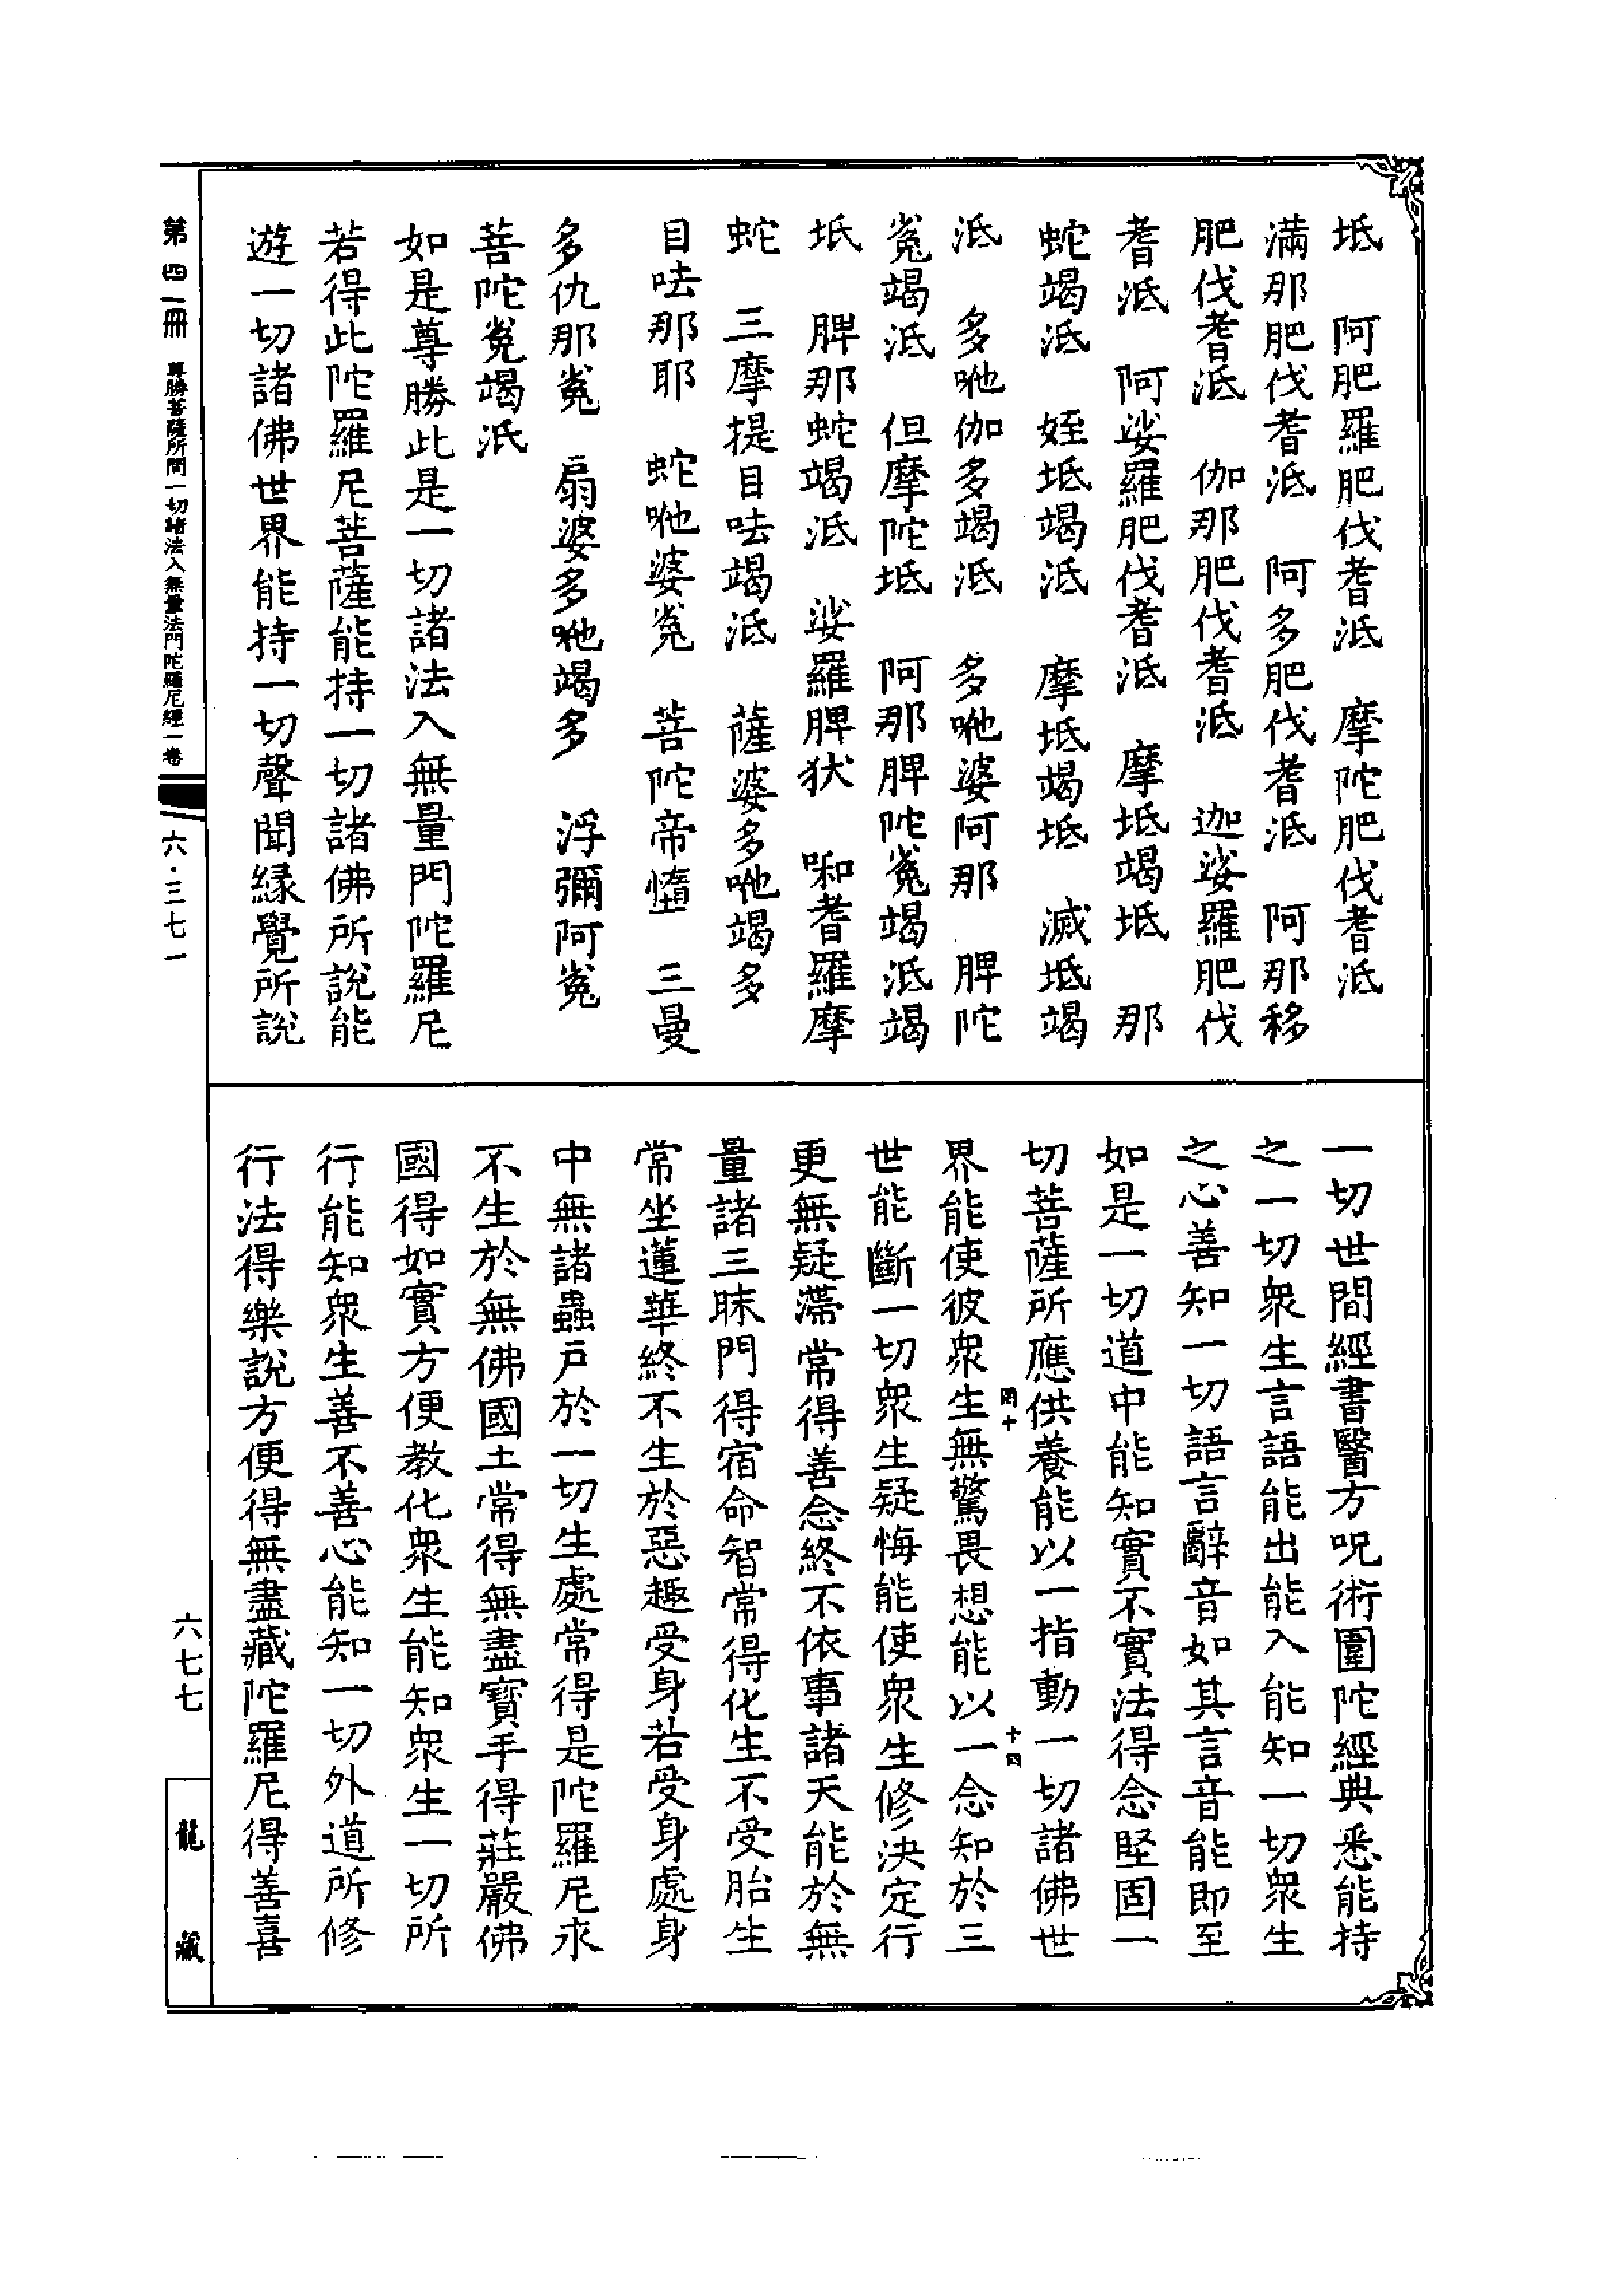 坻　阿肥羅肥伐耆泜　摩陀肥伐耆泜
滿那肥伐耆泜　阿多肥伐耆泜　阿那移
肥伐耆泜　伽那肥伐耆泜　迦娑羅肥伐
耆泜　阿娑羅肥伐耆泜　摩坻竭坻　那
蛇竭泜　姪坻竭泜　摩坻竭坻　滅坻竭
泜　多吔伽多竭泜　多吔婆阿那　脾陀
㝹竭泜　但摩陀坻　阿那脾陀㝹竭泜竭
坻　脾那蛇竭泜　娑羅脾狀　啝耆羅摩
蛇　三摩提目呿竭泜　薩婆多吔竭多
目呿那耶　蛇吔婆㝹　菩陀帝憜　三曼
多仇那㝹　扇婆多吔竭多　浮彌阿㝹
菩陀㝹竭泜
如是尊勝此是一切諸法入無量門陀羅尼
若得此陀羅尼菩薩能持一切諸佛所說能
遊一切諸佛世界能持一切聲聞緣覺所說
一切世間經書醫方呪術圍陀經典悉能持
之一切衆生言語能出能入能知一切衆生
之心善知一切語言辭音如其言音能即至
如是一切道中能知實不實法得念堅固一
切菩薩所應供養能以一指動一切諸佛世
界能使彼衆生無驚畏想能以一念知於三
世能斷一切衆生疑悔能使衆生修決定行
更無疑滯常得善念終不依事諸天能於無
量諸三昧門得宿命智常得化生不受胎生
常坐蓮華終不生於惡趣受身若受身處身
中無諸蟲戶於一切生處常得是陀羅尼求
不生於無佛國土常得無盡寶手得莊嚴佛
國得如實方便教化衆生能知衆生一切所
行能知衆生善不善心能知一切外道所修
行法得樂說方便得無盡藏陀羅尼得善喜
第四一冊　尊勝菩薩所問一切諸法入無量法門陀羅尼經一卷
六・三七一
六七七
龍藏